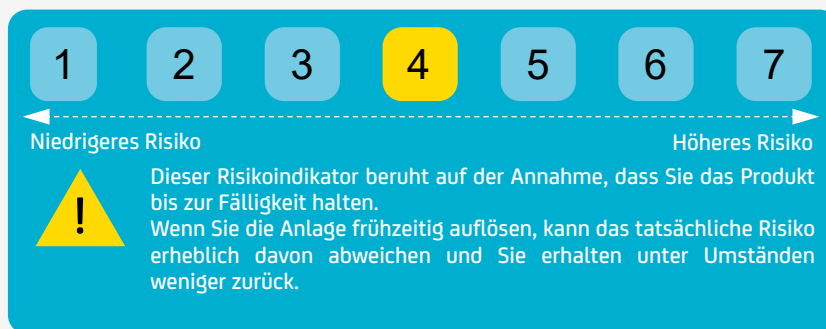 1 2 3 4 5 6 7
Niedrigeres Risiko Höheres Risiko
!
Dieser Risikoindikator beruht auf der Annahme, dass Sie das Produkt
bis zur Fälligkeit halten.
Wenn Sie die Anlage frühzeitig auflösen, kann das tatsächliche Risiko
erheblich davon abweichen und Sie erhalten unter Umständen
weniger zurück.